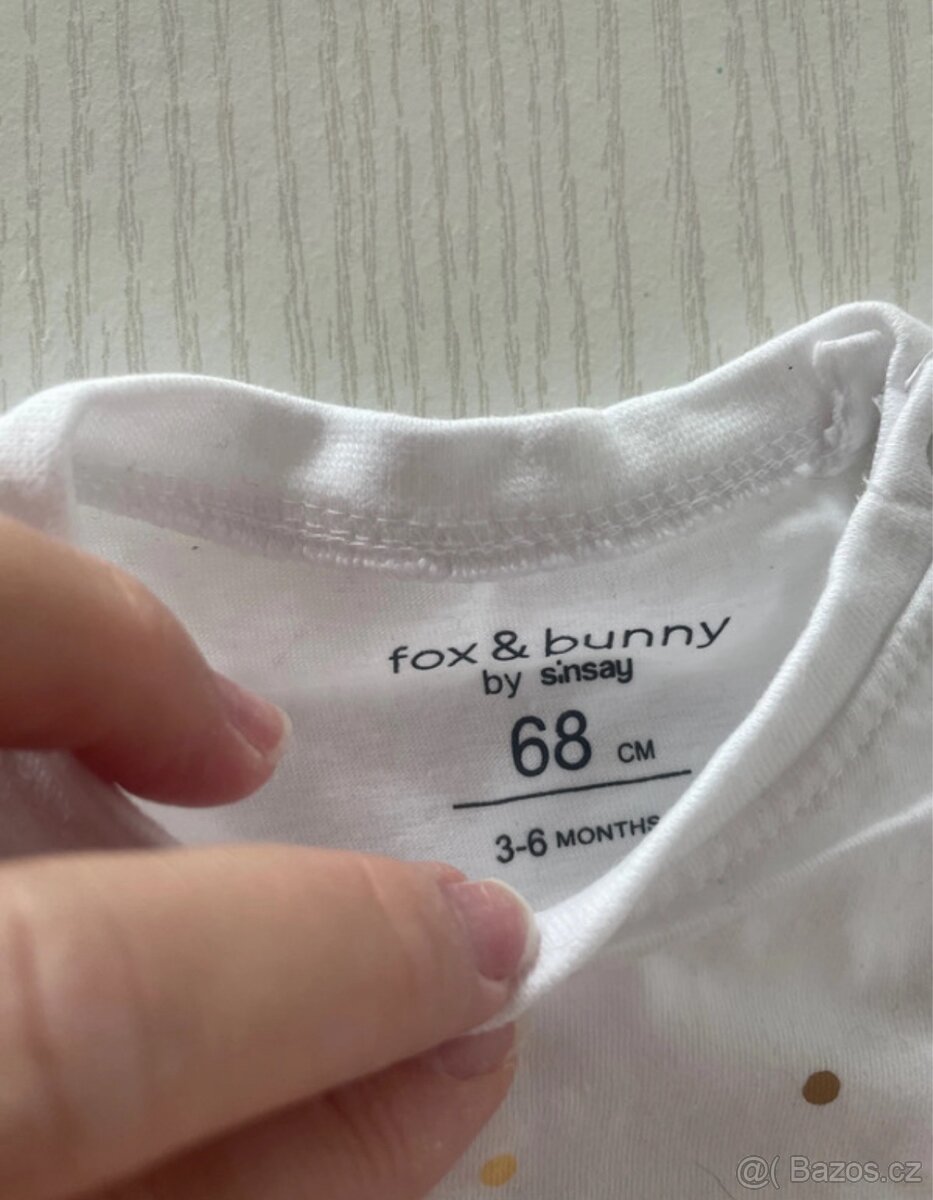 fox & bunny
by sinsay
68 CM
3-6 MONTHS
@( Bazos.cz